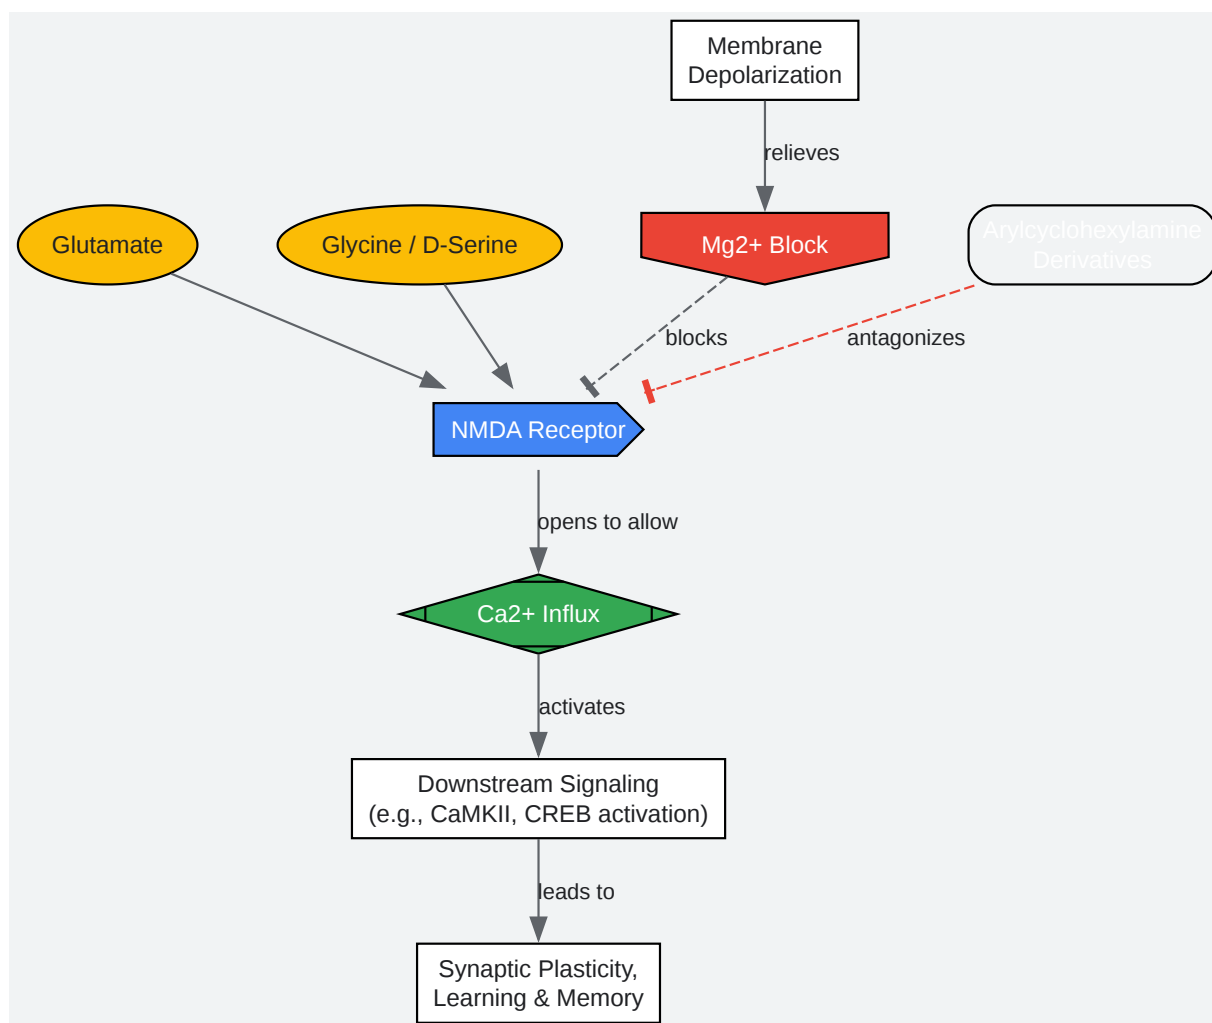 Membrane
Depolarization
relieves
Glutamate
Glycine / D-Serine
Mg2+ Block
Arylcyclohexylamine
Derivatives
blocks
antagonizes
NMDA Receptor
opens to allow
Ca2+ Influx
activates
Downstream Signaling
(e.g., CaMKII, CREB activation)
leads to
Synaptic Plasticity,
Learning & Memory